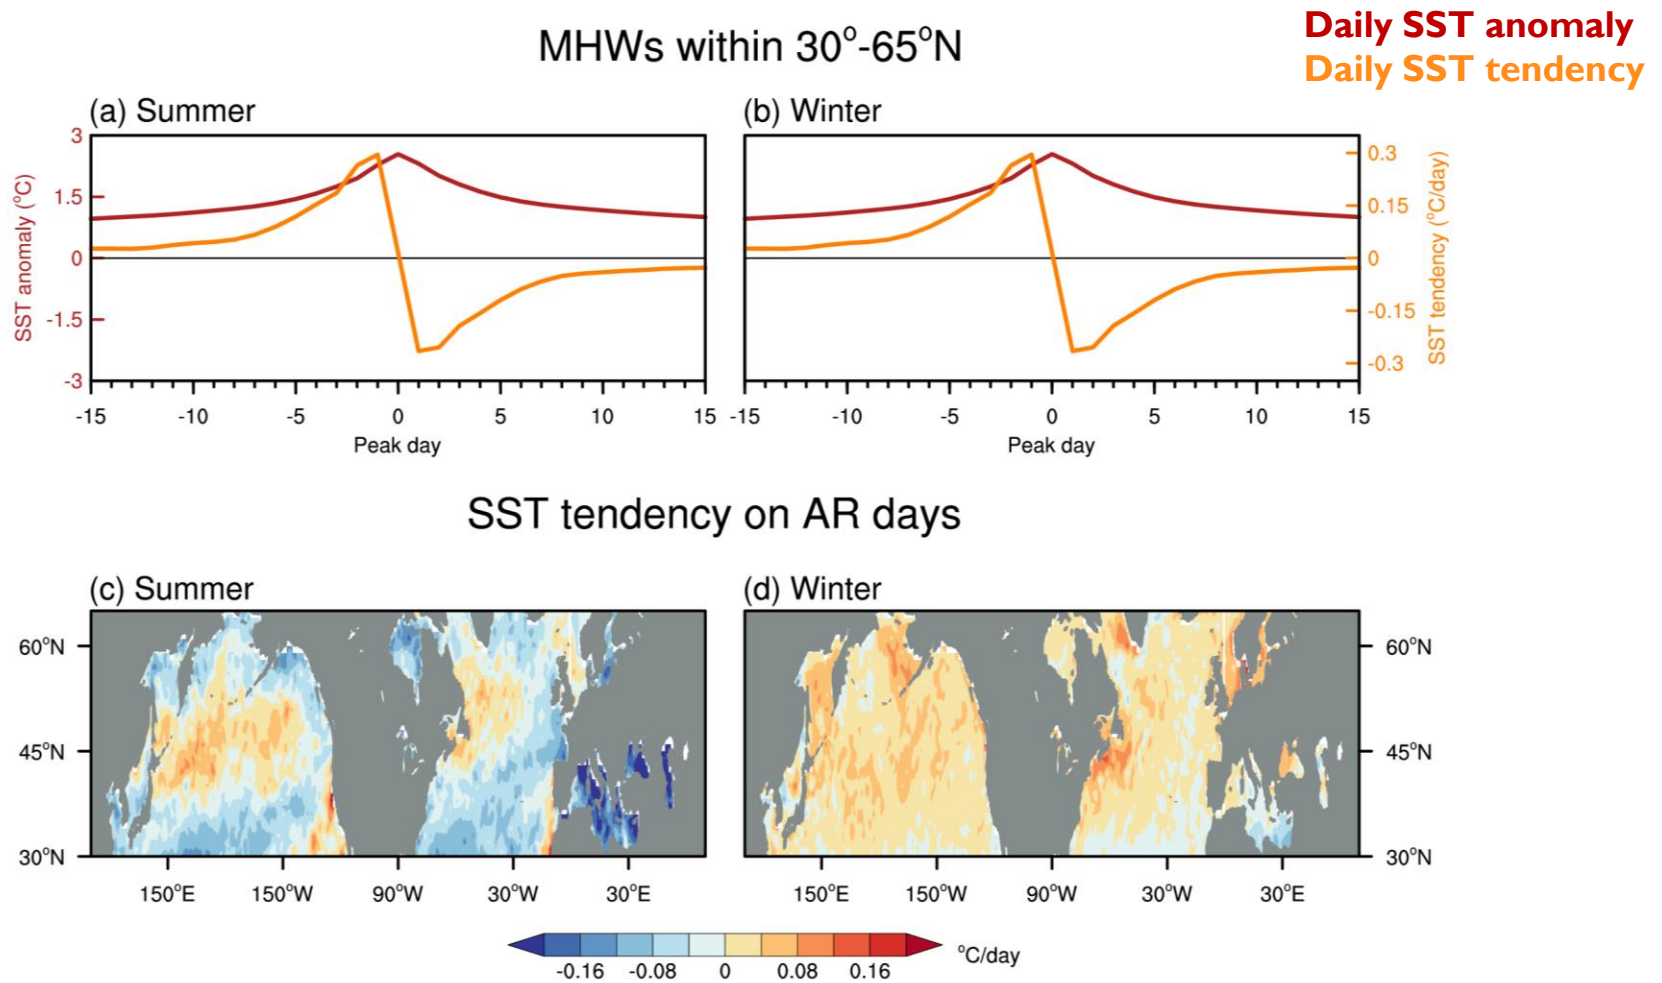 Daily SST anomaly
Daily SST tendency
MHWs within 30°-65°N
(a) Summer
(b) Winter
3
1.5
0
-1.5
-3
SST anomaly (°C)
0.3
0.15
0
-0.15
-0.3
SST tendency (°C/day)
-15 -10 -5 0 5 10 15
-15 -10 -5 0 5 10 15
Peak day
Peak day
SST tendency on AR days
(c) Summer
(d) Winter
60°N
45°N
30°N
60°N
45°N
30°N
150°E 150°W 90°W 30°W 30°E
150°E 150°W 90°W 30°W 30°E
-0.16 -0.08 0 0.08 0.16
°C/day